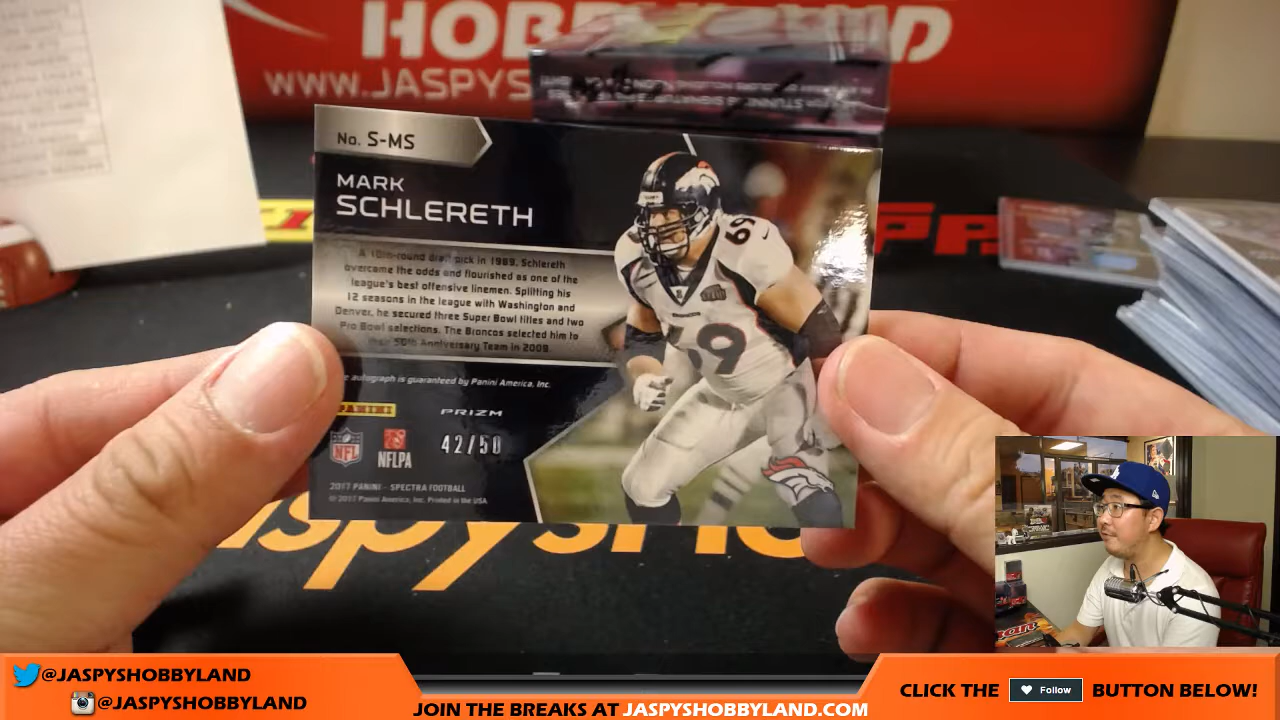 HOBBYLAND
WWW.JASPYS
No. S-MS
MARK
SCHLERETH
A 10th-round draft pick in 1989, Schlereth
overcame the odds and flourished as one of the
league's best offensive linemen. Splitting his
12 seasons in the league with Washington and
Denver, he secured three Super Bowl titles and two
Pro Bowl selections. The Broncos selected him to
their 50th Anniversary Team in 2009.
e autograph is guaranteed by Panini America, Inc.
PANINI
PRIZM
NFL
NFLPA
42/50
2017 PANINI - SPECTRA FOOTBALL
© 2017 Panini America, Inc. Printed in the USA.
69
69
@JASPYSHOBBYLAND
@JASPYSHOBBYLAND
JOIN THE BREAKS AT JASPYSHOBBYLAND.COM
CLICK THE Follow BUTTON BELOW!